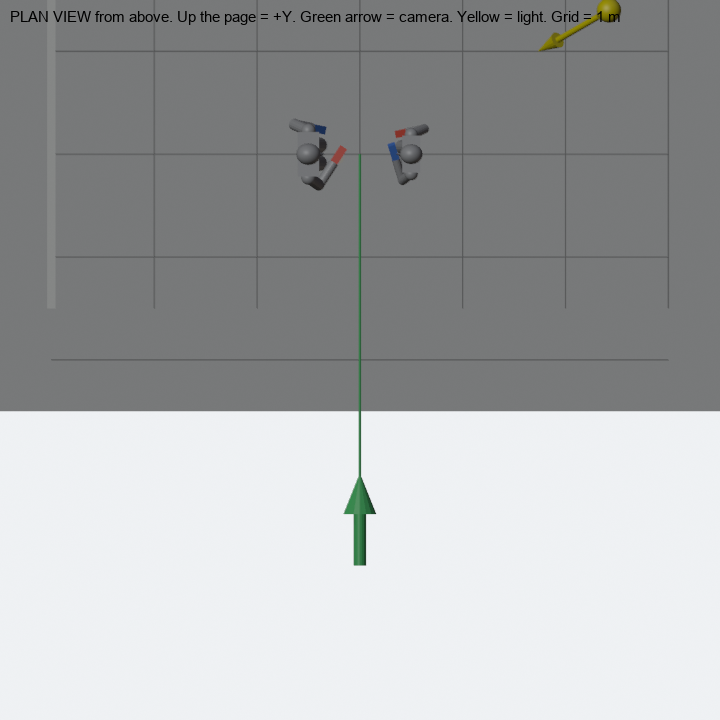 PLAN VIEW from above. Up the page = +Y. Green arrow = camera. Yellow = light. Grid = 1 m